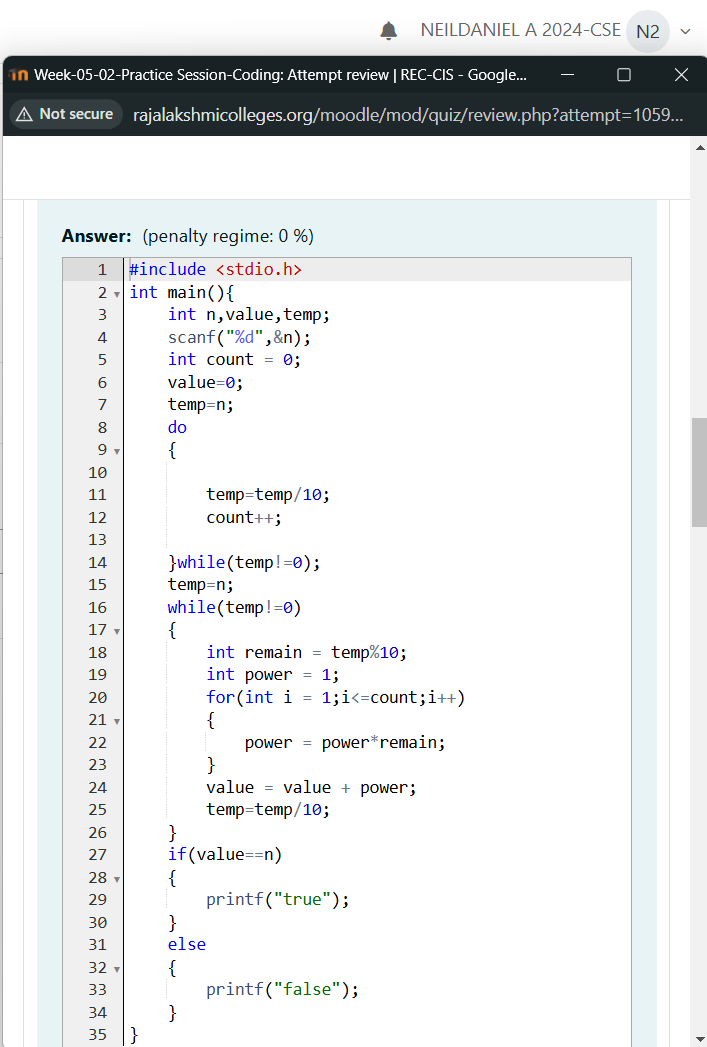 NEILDANIEL A 2024-CSE N2
Week-05-02-Practice Session-Coding: Attempt review | REC-CIS - Google...
Not secure rajalakshmicolleges.org/moodle/mod/quiz/review.php?attempt=1059...
Answer: (penalty regime: 0 %)
1 #include <stdio.h>
2 int main(){
3 int n,value,temp;
4 scanf("%d",&n);
5 int count = 0;
6 value=0;
7 temp=n;
8 do
9 {
10
11 temp=temp/10;
12 count++;
13
14 }while(temp!=0);
15 temp=n;
16 while(temp!=0)
17 {
18 int remain = temp%10;
19 int power = 1;
20 for(int i = 1;i<=count;i++)
21 {
22 power = power*remain;
23 }
24 value = value + power;
25 temp=temp/10;
26 }
27 if(value==n)
28 {
29 printf("true");
30 }
31 else
32 {
33 printf("false");
34 }
35 }